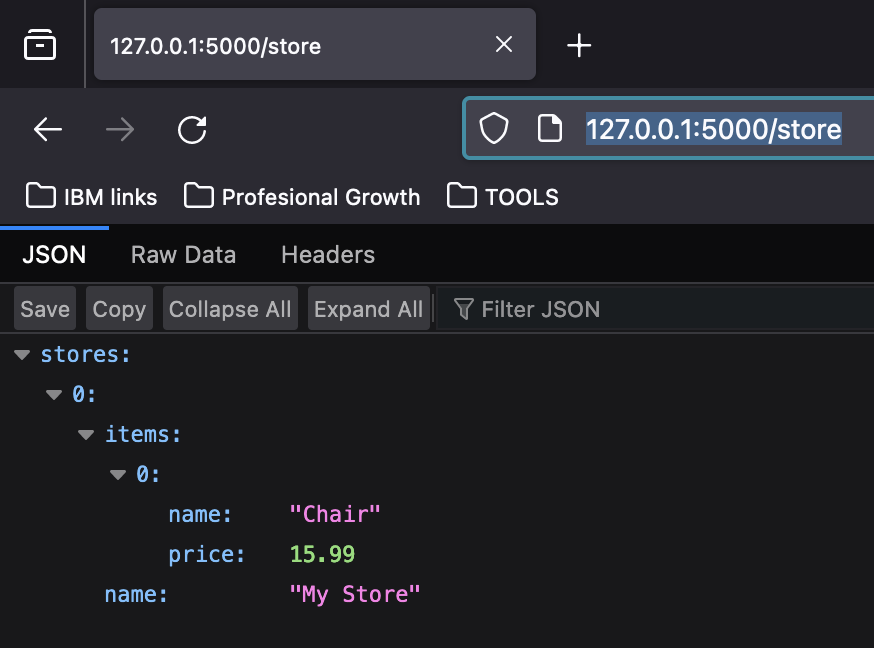 127.0.0.1:5000/store
127.0.0.1:5000/store
IBM links Profesional Growth TOOLS
JSON Raw Data Headers
Save Copy Collapse All Expand All Filter JSON
stores:
0:
items:
0:
name: "Chair"
price: 15.99
name: "My Store"